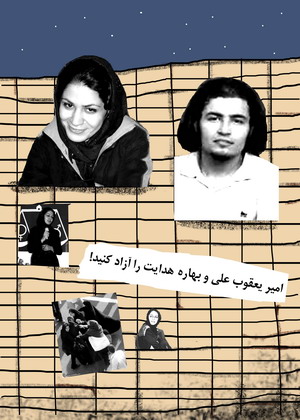 امیر یعقوب علی و بهاره هدایت را آزاد کنید!